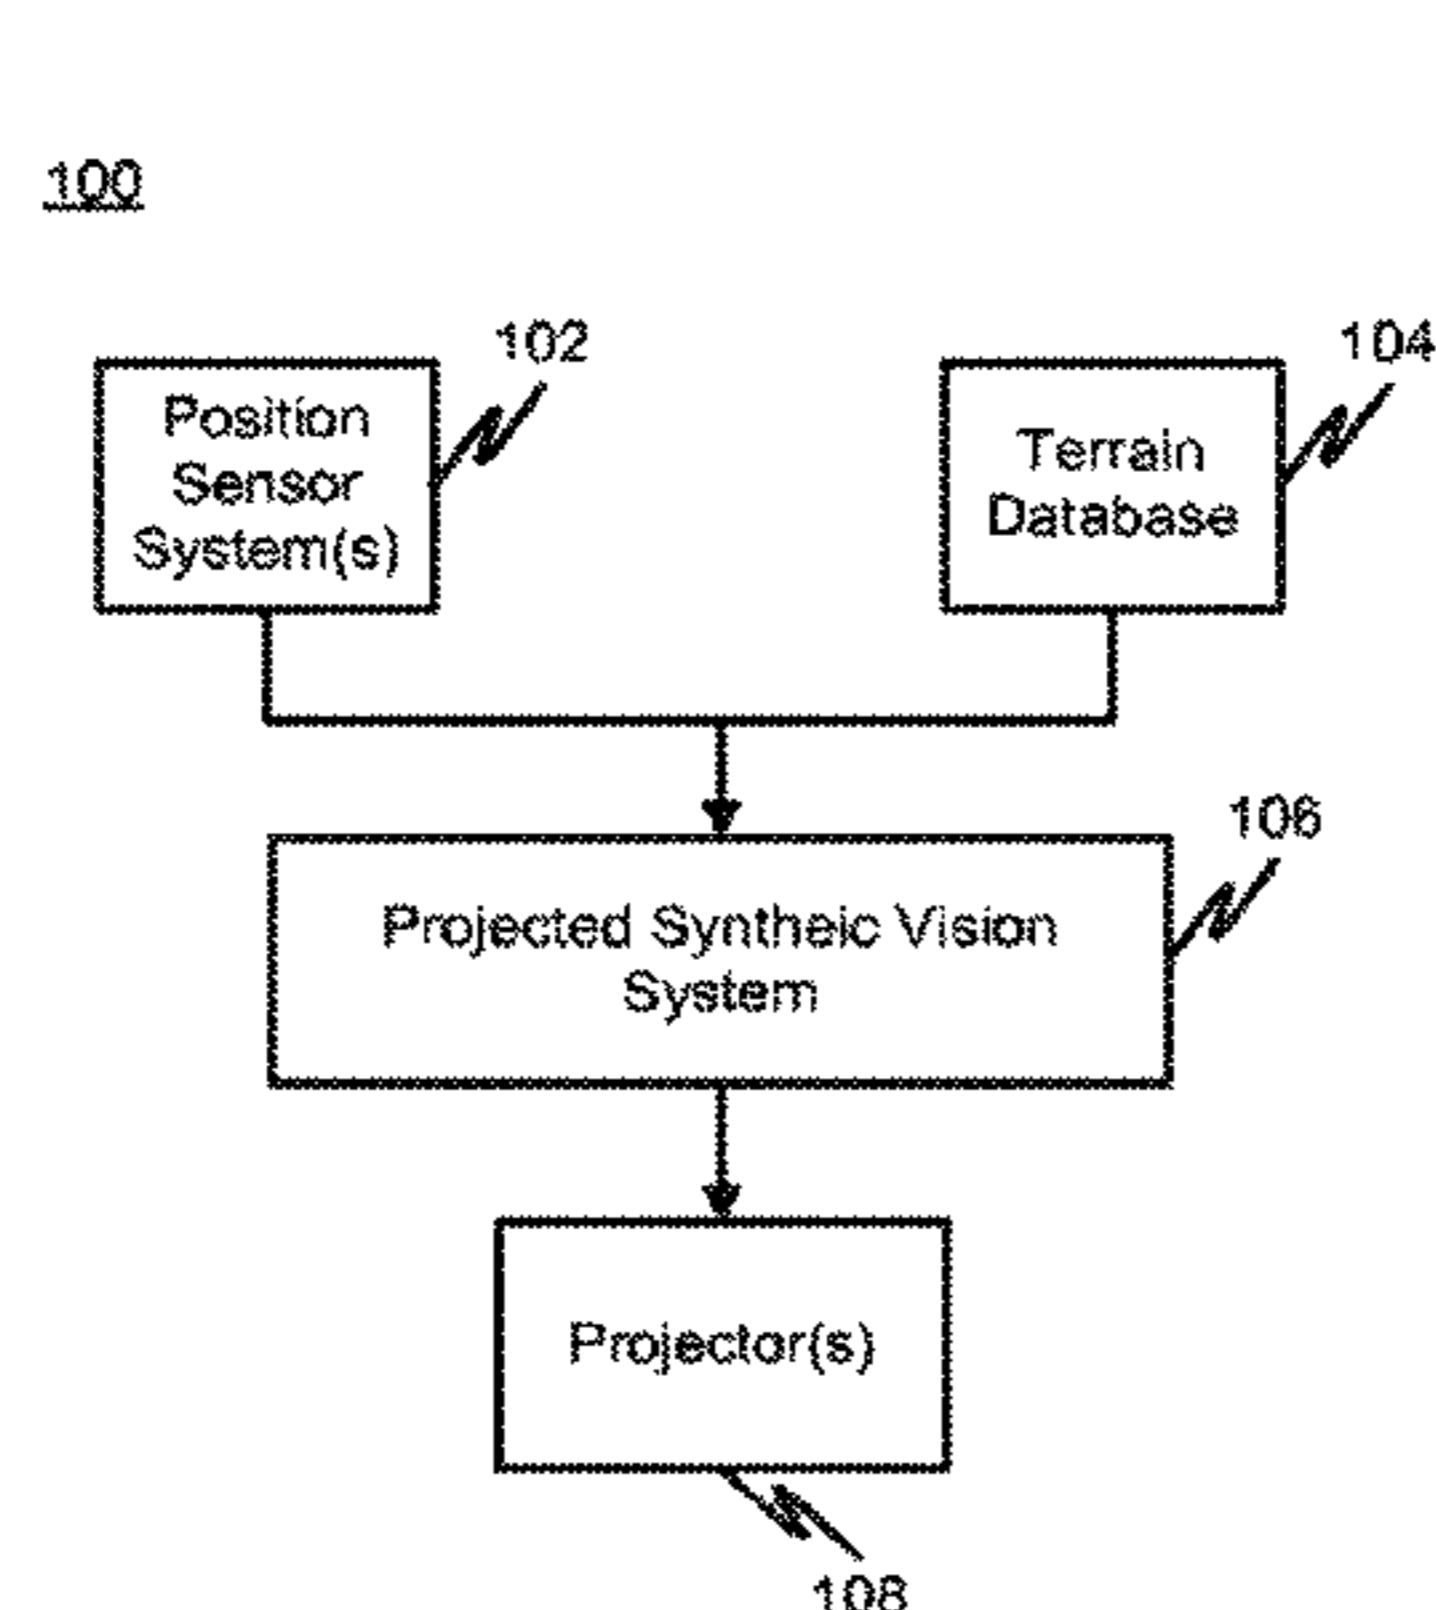 100
102
104
Position
Sensor
System(s)
Terrain
Database
106
Projected Syntheic Vision
System
Projector(s)
108